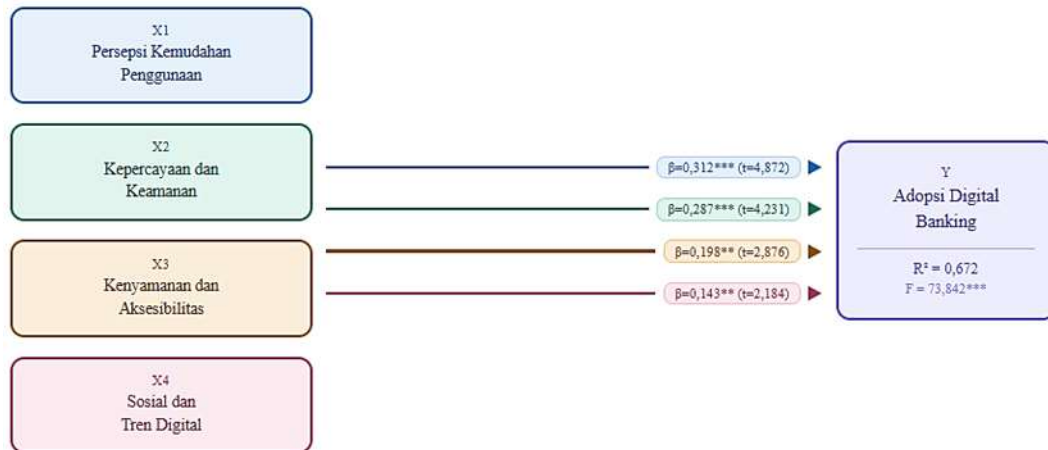 X1
Persepsi Kemudahan
Penggunaan
X2
Kepercayaan dan
Keamanan
X3
Kenyamanan dan
Aksesibilitas
X4
Sosial dan
Tren Digital
β=0,312*** (t=4,872)
β=0,287*** (t=4,231)
β=0,198** (t=2,876)
β=0,143** (t=2,184)
Y
Adopsi Digital
Banking
R² = 0,672
F = 73,842***